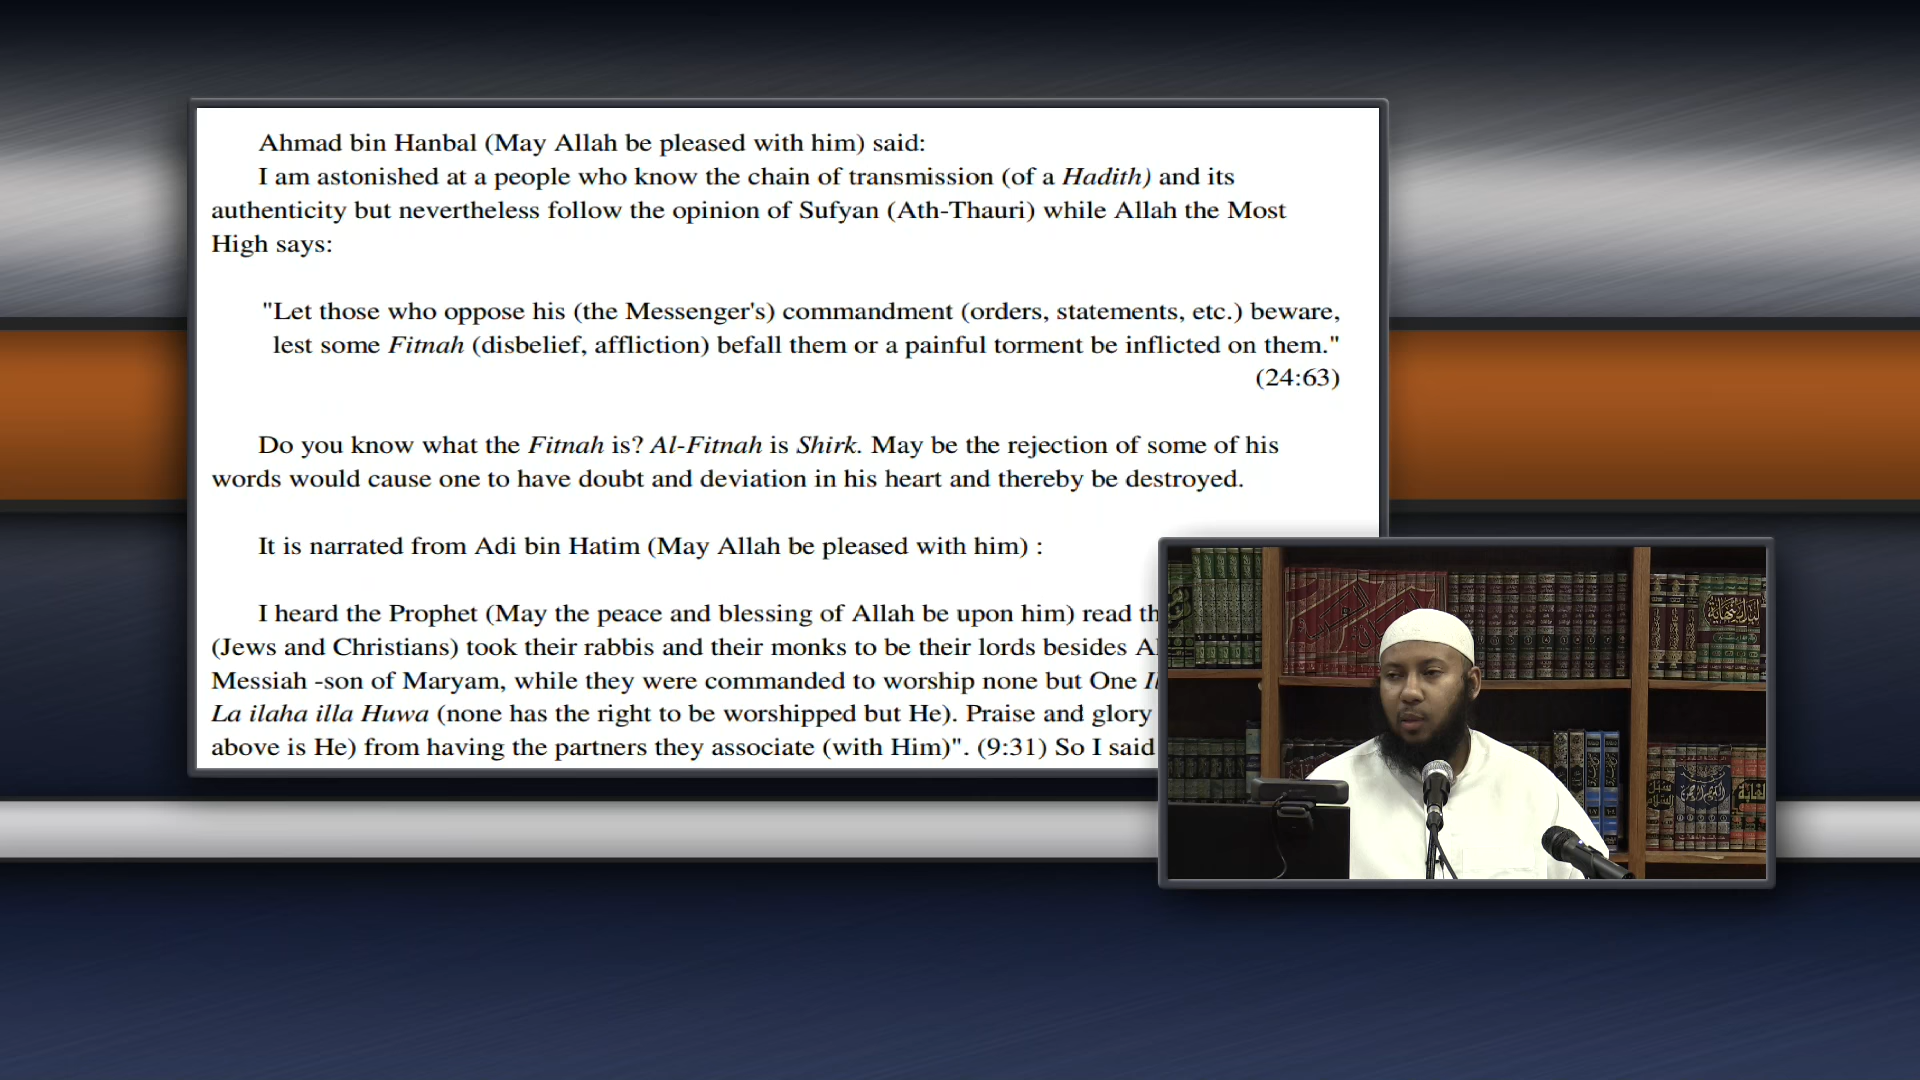 Ahmad bin Hanbal (May Allah be pleased with him) said:
I am astonished at a people who know the chain of transmission (of a Hadith) and its
authenticity but nevertheless follow the opinion of Sufyan (Ath-Thauri) while Allah the Most
High says:
"Let those who oppose his (the Messenger's) commandment (orders, statements, etc.) beware,
lest some Fitnah (disbelief, affliction) befall them or a painful torment be inflicted on them."
(24:63)
Do you know what the Fitnah is? Al-Fitnah is Shirk. May be the rejection of some of his
words would cause one to have doubt and deviation in his heart and thereby be destroyed.
It is narrated from Adi bin Hatim (May Allah be pleased with him) :
I heard the Prophet (May the peace and blessing of Allah be upon him) read
(Jews and Christians) took their rabbis and their monks to be their lords besides
Messiah -son of Maryam, while they were commanded to worship none but One
La ilaha illa Huwa (none has the right to be worshipped but He). Praise and glory
above is He) from having the partners they associate (with Him)". (9:31) So I said